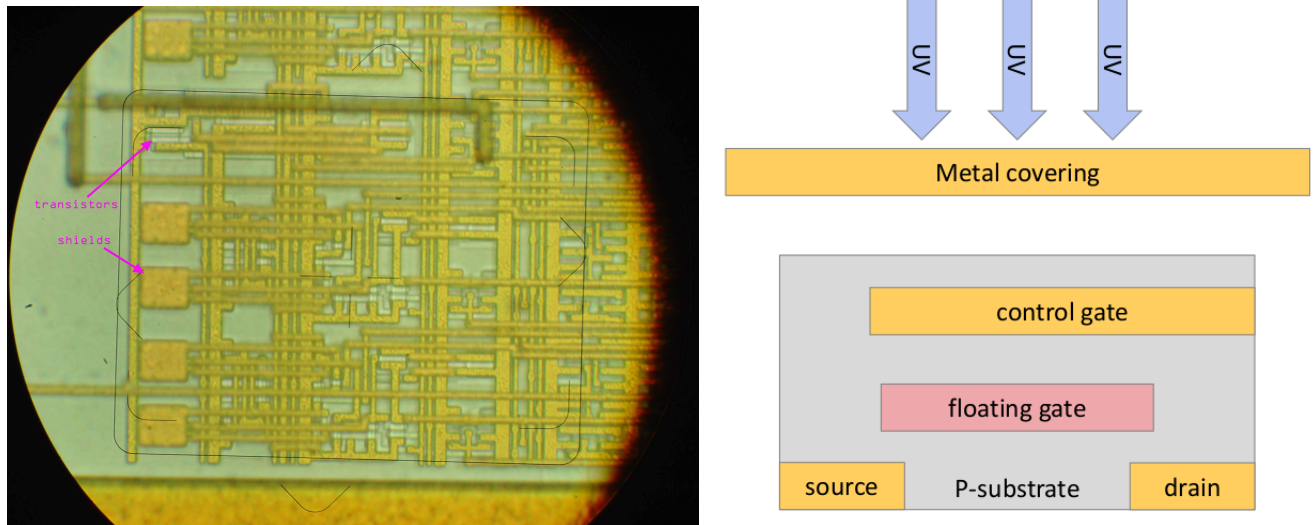 transistors
shields
UV
UV
UV
Metal covering
control gate
floating gate
source
P-substrate
drain